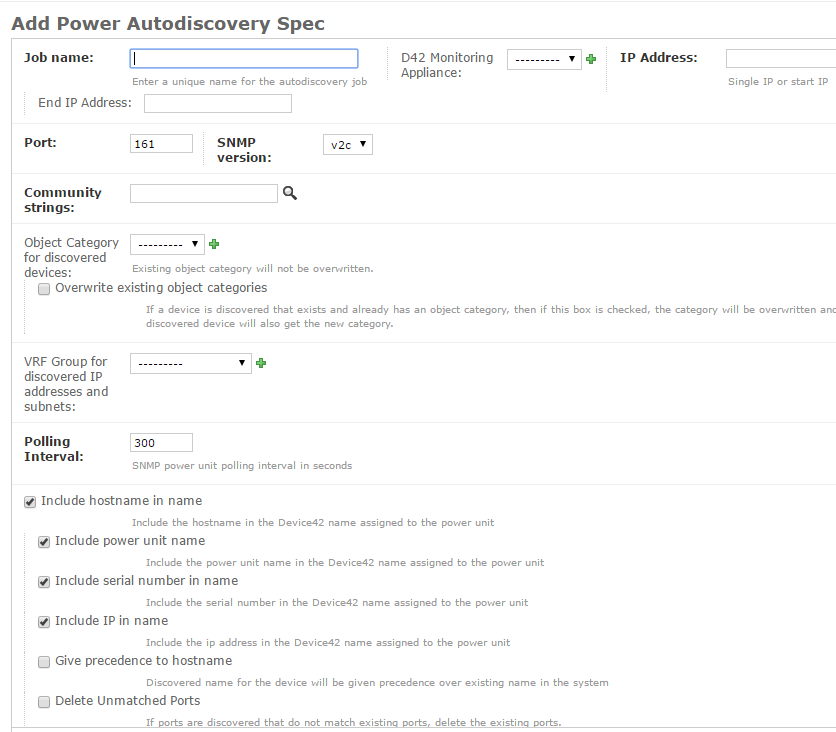 Add Power Autodiscovery Spec
Job name:
Enter a unique name for the autodiscovery job
D42 Monitoring
Appliance:
---------
IP Address:
Single IP or start IP
End IP Address:
Port:
161
SNMP
version:
v2c
Community
strings:
Object Category
for discovered
devices:
---------
Existing object category will not be overwritten.
Overwrite existing object categories
If a device is discovered that exists and already has an object category, then if this box is checked, the category will be overwritten and
discovered device will also get the new category.
VRF Group for
discovered IP
addresses and
subnets:
---------
Polling
Interval:
300
SNMP power unit polling interval in seconds
Include hostname in name
Include the hostname in the Device42 name assigned to the power unit
Include power unit name
Include the power unit name in the Device42 name assigned to the power unit
Include serial number in name
Include the serial number in the Device42 name assigned to the power unit
Include IP in name
Include the ip address in the Device42 name assigned to the power unit
Give precedence to hostname
Discovered name for the device will be given precedence over existing name in the system
Delete Unmatched Ports
If ports are discovered that do not match existing ports, delete the existing ports.